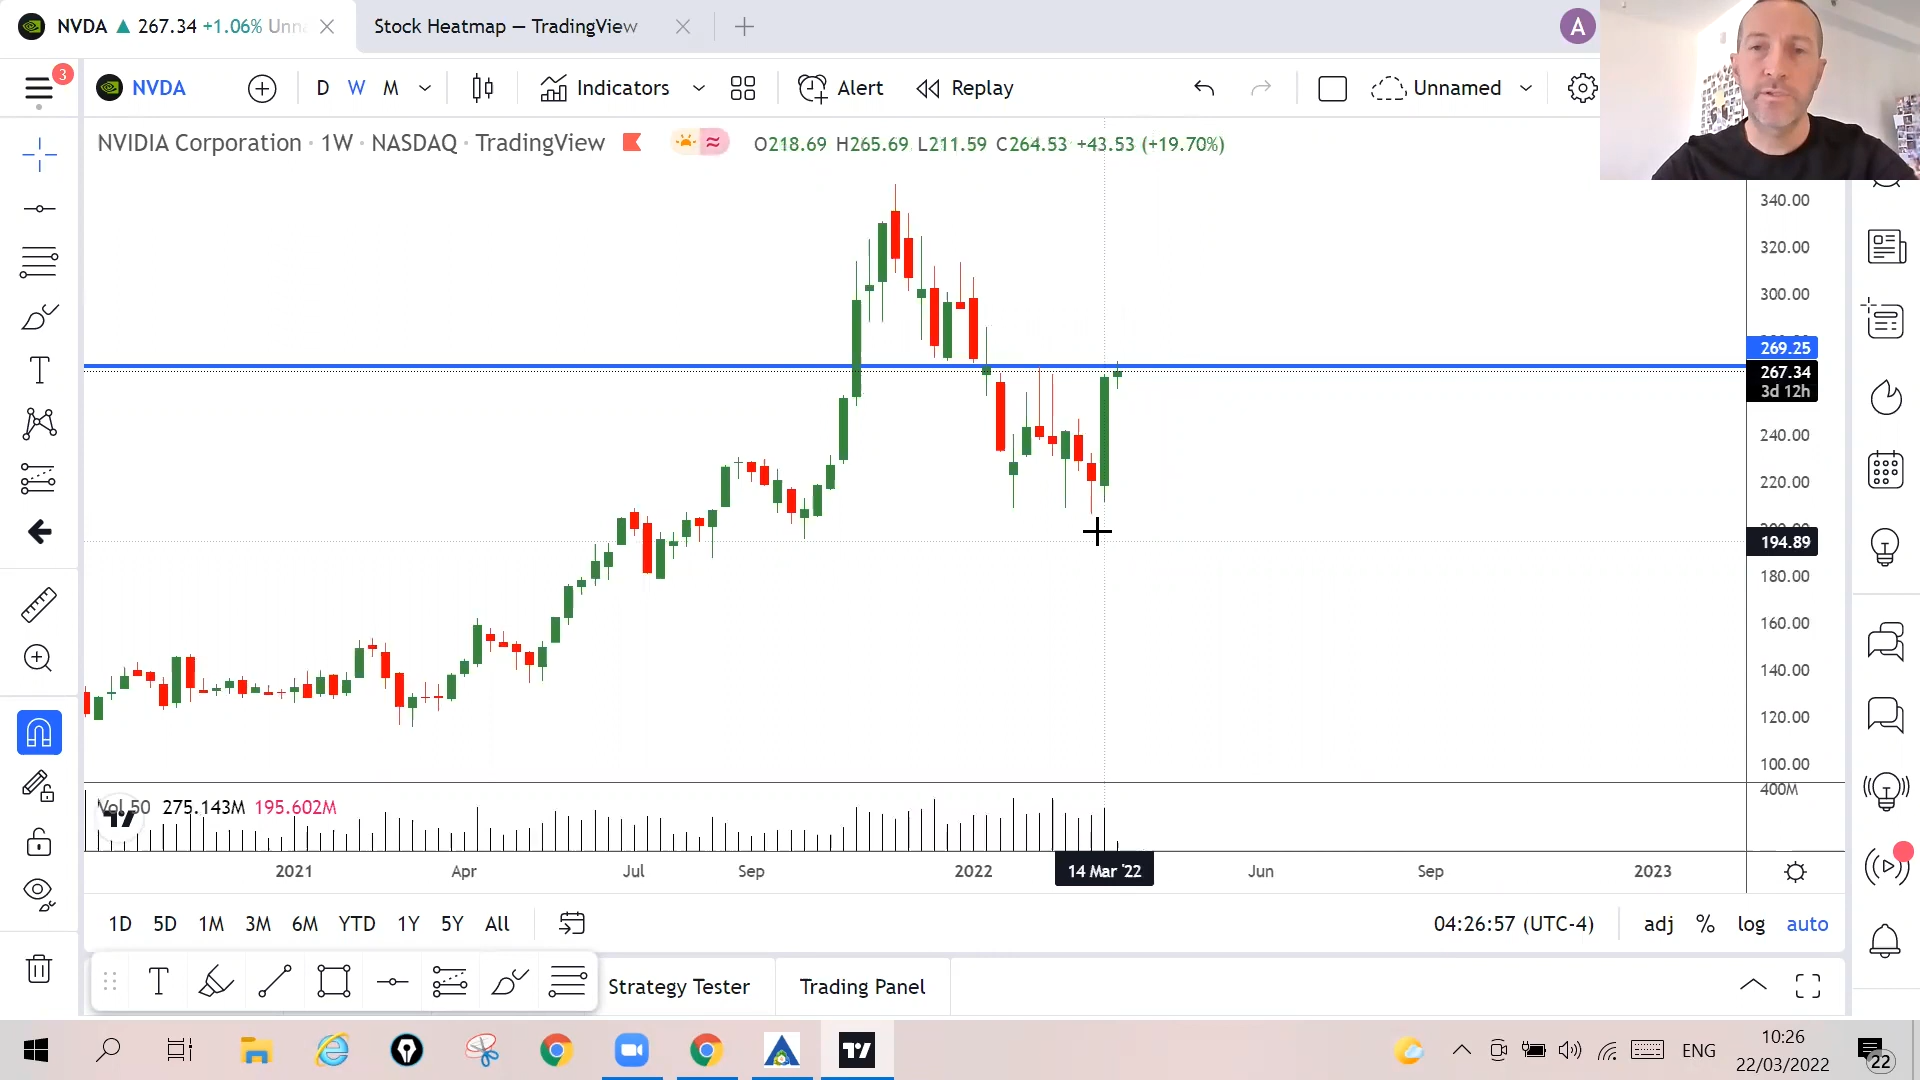 NVDA ▲ 267.34 +1.06% Unna
Stock Heatmap — TradingView
A
3
NVDA
D W M
Indicators
Alert
Replay
Unnamed
NVIDIA Corporation · 1W · NASDAQ · TradingView
O218.69 H265.69 L211.59 C264.53 +43.53 (+19.70%)
340.00
320.00
300.00
269.25
267.34
3d 12h
240.00
220.00
194.89
180.00
160.00
140.00
120.00
100.00
400M
Vol 50 275.143M 195.602M
2021 Apr Jul Sep 2022 14 Mar '22 Jun Sep 2023
1D 5D 1M 3M 6M YTD 1Y 5Y All
04:26:57 (UTC-4)
adj % log auto
T
Strategy Tester
Trading Panel
ENG
10:26
22/03/2022
22